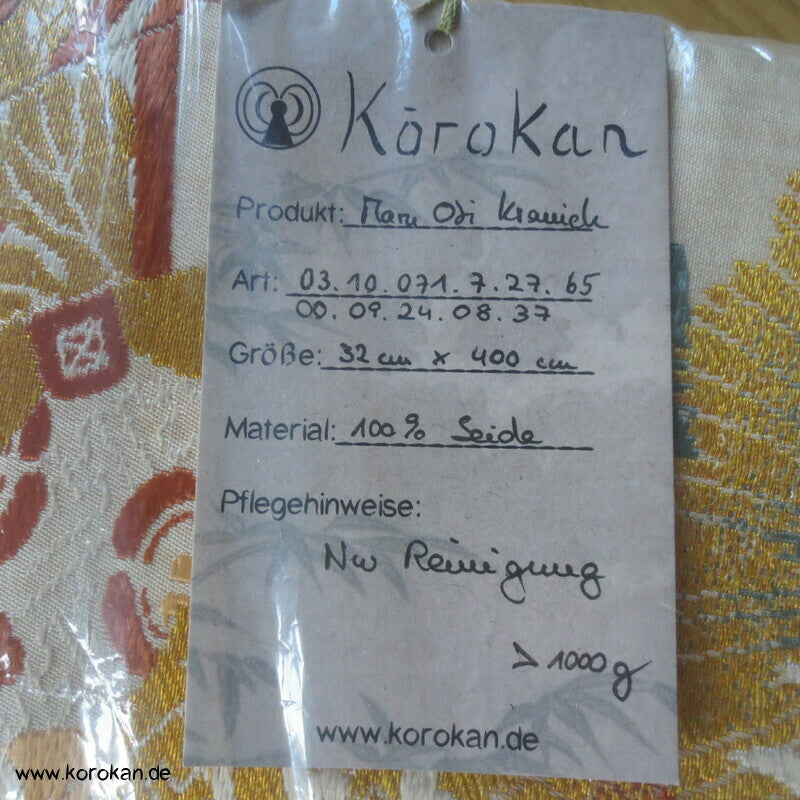 Kōrokan
Produkt: Maru Obi Kranich
Art: 03.10.071.7.27.65
00.09.24.08.37
Größe: 32 cm x 400 cm
Material: 100% Seide
Pflegehinweise:
Nur Reinigung
> 1000 g
www.korokan.de
www.korokan.de